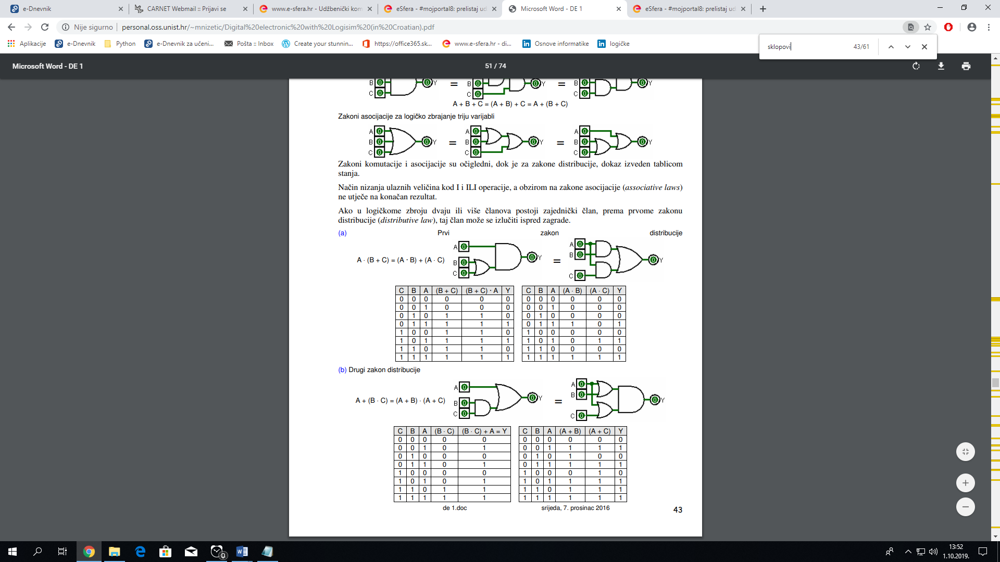 e-Dnevnik
CARNET Webmail :: Prijavi se
www.e-sfera.hr - Udžbenički kom
eSfera - #mojportal8: prelistaj ud
Microsoft Word - DE 1
eSfera - #mojportal8: prelistaj ud
Nije sigurno | personal.oss.unist.hr/~mnizetic/Digital%20electronic%20with%20Logisim%20(in%20Croatian).pdf
Aplikacije
e-Dnevnik
Python
e-Dnevnik za učeni...
Pošta :: Inbox
Create your stunnin...
https://office365.sk...
www.e-sfera.hr - di...
Osnove informatike
logičke
sklopovi 43/61
Microsoft Word - DE 1
51 / 74
B 0 0 Y = B 0 0 Y = B 0 0 Y
C 0 C 0 C 0
A + B + C = (A + B) + C = A + (B + C)
Zakoni asocijacije za logičko zbrajanje triju varijabli
A 0 A 0 A 0
B 0 0 Y = B 0 0 Y = B 0 0 Y
C 0 C 0 C 0
Zakoni komutacije i asocijacije su očigledni, dok je za zakone distribucije, dokaz izveden tablicom
stanja.
Način nizanja ulaznih veličina kod I i ILI operacije, a obzirom na zakone asocijacije (associative laws)
ne utječe na konačan rezultat.
Ako u logičkome zbroju dvaju ili više članova postoji zajednički član, prema prvome zakonu
distribucije (distributive law), taj član može se izlučiti ispred zagrade.
(a) Prvi zakon distribucije
A · (B + C) = (A · B) + (A · C)
A 0 B 0 C 0 0 Y = A 0 B 0 C 0 0 Y
C B A (B + C) (B + C) · A Y
0 0 0 0 0 0
0 0 1 0 0 0
0 1 0 1 1 0
0 1 1 1 1 1
1 0 0 1 1 0
1 0 1 1 1 1
1 1 0 1 1 0
1 1 1 1 1 1
C B A (A · B) (A · C) Y
0 0 0 0 0 0
0 0 1 0 0 0
0 1 0 0 0 0
0 1 1 1 0 1
1 0 0 0 0 0
1 0 1 0 1 1
1 1 0 0 0 0
1 1 1 1 1 1
(b) Drugi zakon distribucije
A + (B · C) = (A + B) · (A + C)
A 0 B 0 C 0 0 Y = A 0 B 0 C 0 0 Y
C B A (B · C) (B · C) + A = Y
0 0 0 0 0
0 0 1 0 1
0 1 0 0 0
0 1 1 0 1
1 0 0 0 0
1 0 1 0 1
1 1 0 1 1
1 1 1 1 1
C B A (A + B) (A + C) Y
0 0 0 0 0 0
0 0 1 1 1 1
0 1 0 1 0 0
0 1 1 1 1 1
1 0 0 0 1 0
1 0 1 1 1 1
1 1 0 1 1 1
1 1 1 1 1 1
de 1.doc
srijeda, 7. prosinac 2016
43
13:52
1.10.2019.